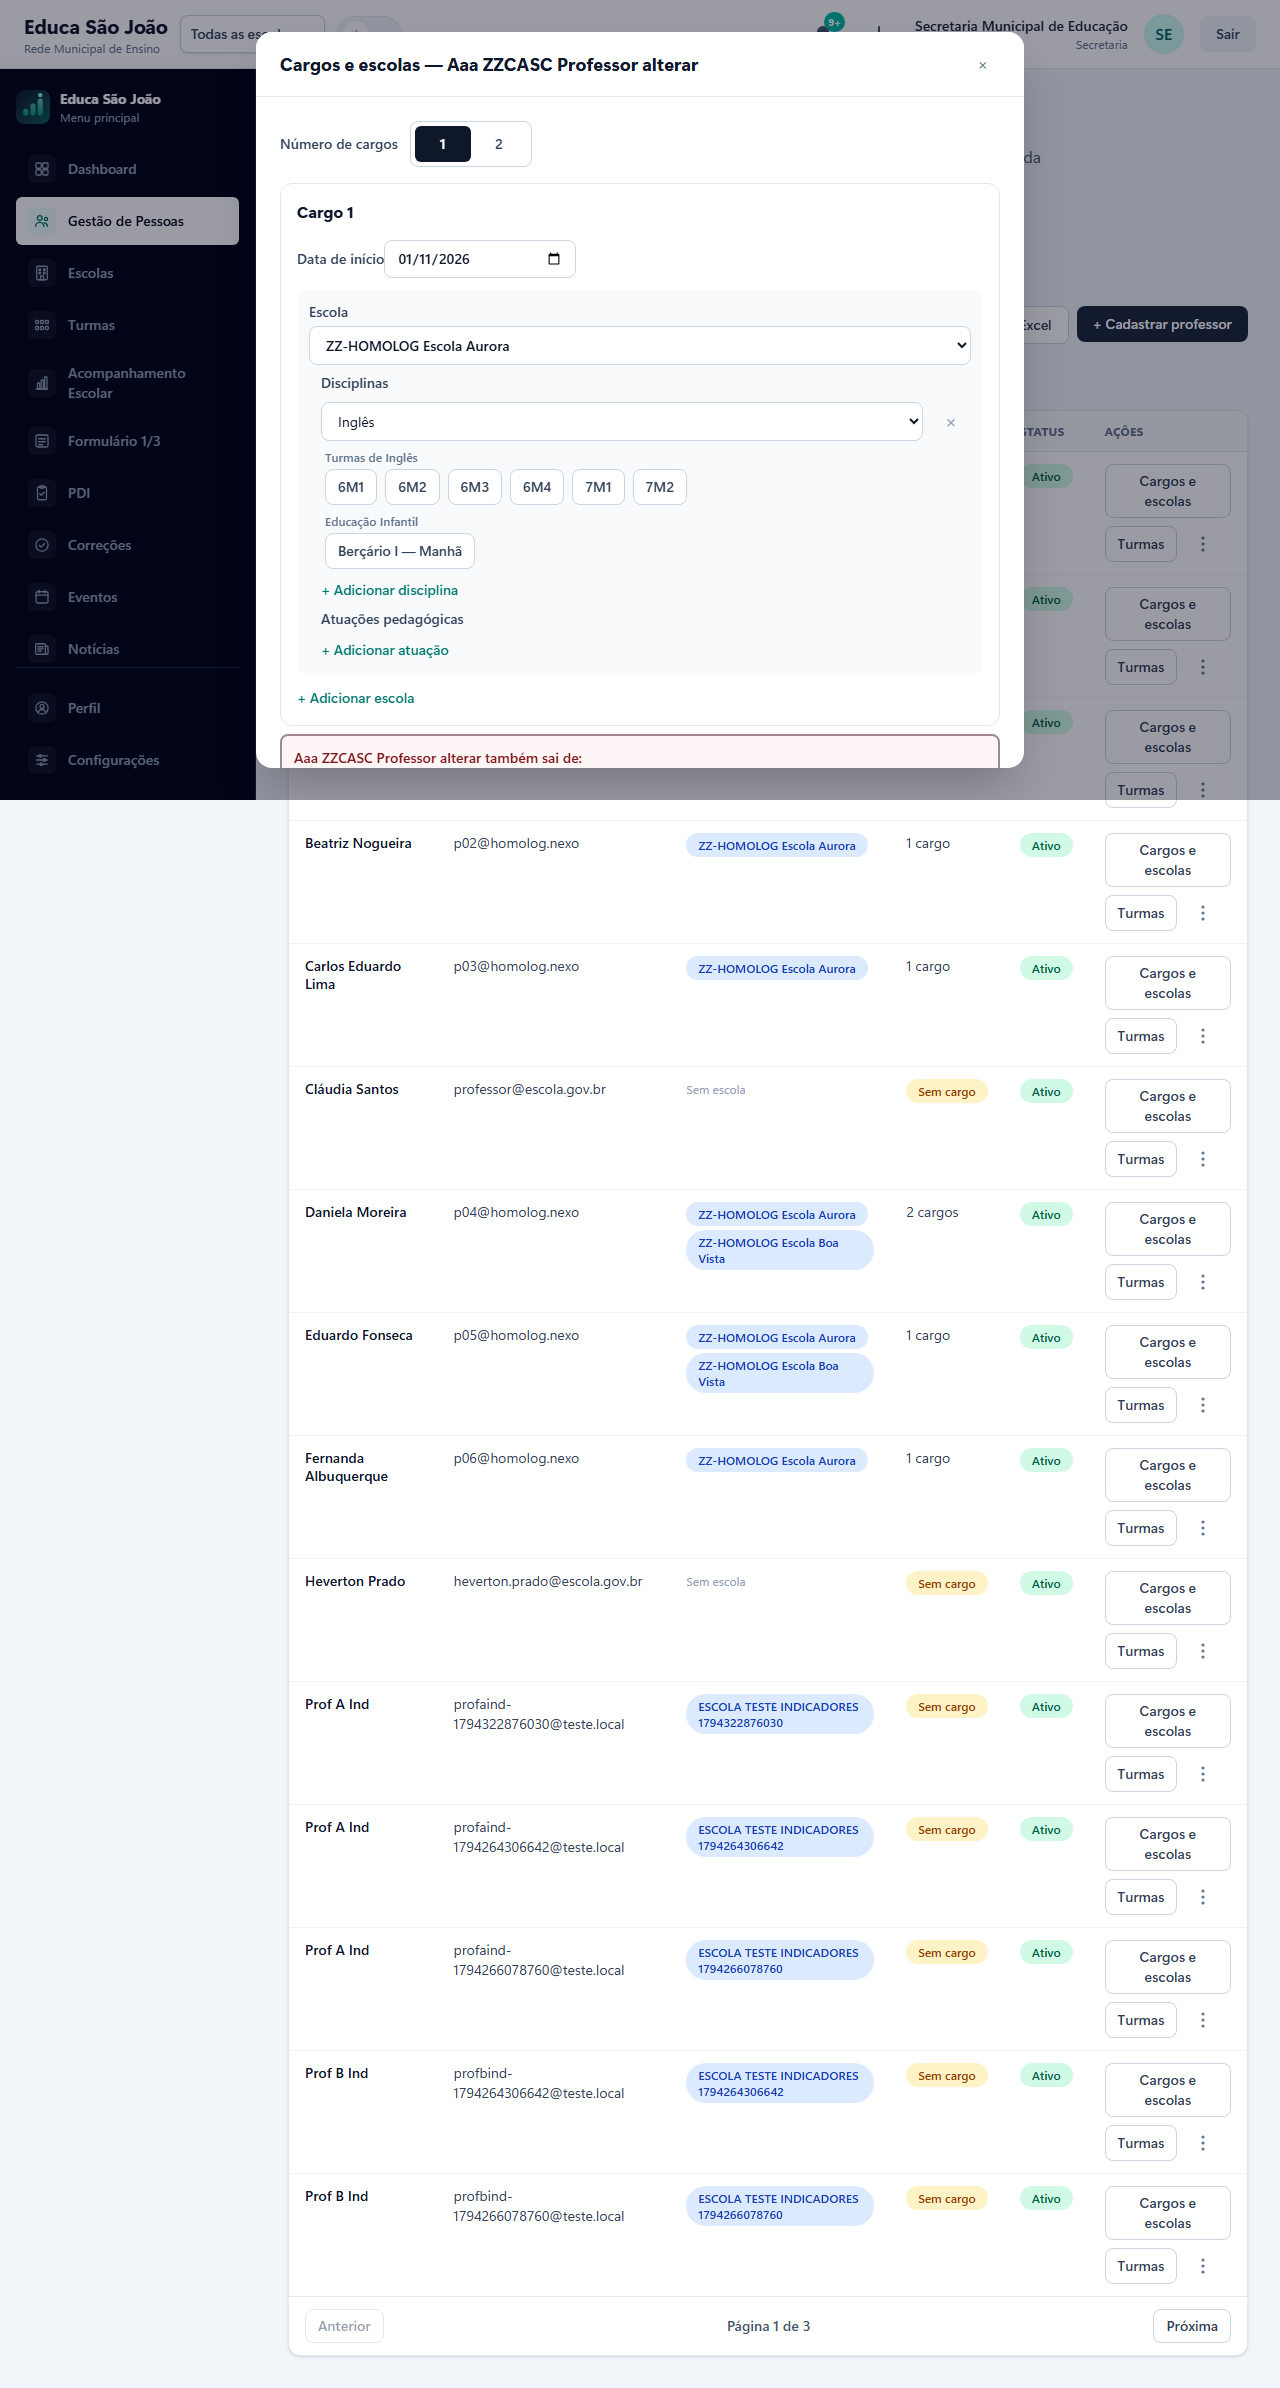 Educa São João
Rede Municipal de Ensino
Todas as esc
9+
Secretaria Municipal de Educação
Secretaria
SE
Sair
Educa São João
Menu principal
Dashboard
Gestão de Pessoas
Escolas
Turmas
Acompanhamento
Escolar
Formulário 1/3
PDI
Correções
Eventos
Notícias
Perfil
Configurações
Cargos e escolas — Aaa ZZCASC Professor alterar
×
Número de cargos
1
2
Cargo 1
Data de início
01/11/2026
Escola
ZZ-HOMOLOG Escola Aurora
Disciplinas
Inglês
×
Turmas de Inglês
6M1
6M2
6M3
6M4
7M1
7M2
Educação Infantil
Berçário I — Manhã
+ Adicionar disciplina
Atuações pedagógicas
+ Adicionar atuação
+ Adicionar escola
Aaa ZZCASC Professor alterar também sai de:
da
Excel
+ Cadastrar professor
STATUS
AÇÕES
Ativo
Cargos e
escolas
Turmas
Ativo
Cargos e
escolas
Turmas
Ativo
Cargos e
escolas
Turmas
Beatriz Nogueira
p02@homolog.nexo
ZZ-HOMOLOG Escola Aurora
1 cargo
Ativo
Cargos e
escolas
Turmas
Carlos Eduardo
Lima
p03@homolog.nexo
ZZ-HOMOLOG Escola Aurora
1 cargo
Ativo
Cargos e
escolas
Turmas
Cláudia Santos
professor@escola.gov.br
Sem escola
Sem cargo
Ativo
Cargos e
escolas
Turmas
Daniela Moreira
p04@homolog.nexo
ZZ-HOMOLOG Escola Aurora
ZZ-HOMOLOG Escola Boa
Vista
2 cargos
Ativo
Cargos e
escolas
Turmas
Eduardo Fonseca
p05@homolog.nexo
ZZ-HOMOLOG Escola Aurora
ZZ-HOMOLOG Escola Boa
Vista
1 cargo
Ativo
Cargos e
escolas
Turmas
Fernanda
Albuquerque
p06@homolog.nexo
ZZ-HOMOLOG Escola Aurora
1 cargo
Ativo
Cargos e
escolas
Turmas
Heverton Prado
heverton.prado@escola.gov.br
Sem escola
Sem cargo
Ativo
Cargos e
escolas
Turmas
Prof A Ind
profaind-
1794322876030@teste.local
ESCOLA TESTE INDICADORES
1794322876030
Sem cargo
Ativo
Cargos e
escolas
Turmas
Prof A Ind
profaind-
1794264306642@teste.local
ESCOLA TESTE INDICADORES
1794264306642
Sem cargo
Ativo
Cargos e
escolas
Turmas
Prof A Ind
profaind-
1794266078760@teste.local
ESCOLA TESTE INDICADORES
1794266078760
Sem cargo
Ativo
Cargos e
escolas
Turmas
Prof B Ind
profbind-
1794264306642@teste.local
ESCOLA TESTE INDICADORES
1794264306642
Sem cargo
Ativo
Cargos e
escolas
Turmas
Prof B Ind
profbind-
1794266078760@teste.local
ESCOLA TESTE INDICADORES
1794266078760
Sem cargo
Ativo
Cargos e
escolas
Turmas
Anterior
Página 1 de 3
Próxima